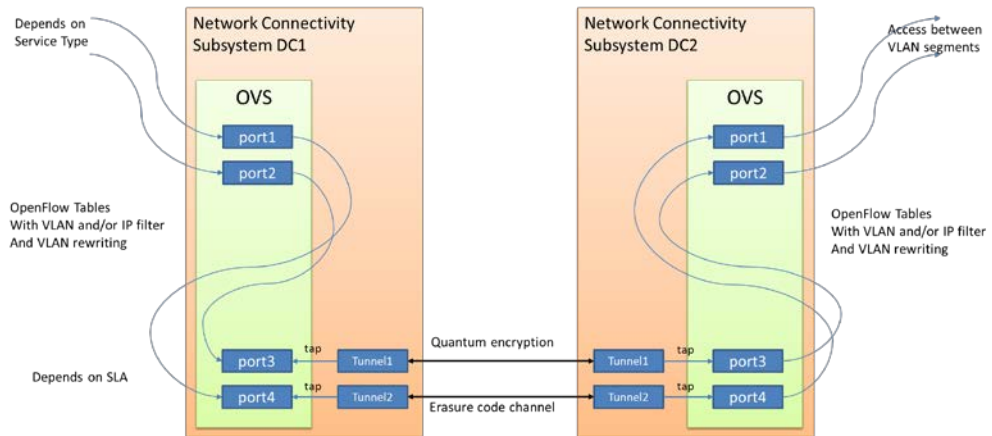 Depends on
Service Type
Network Connectivity
Subsystem DC1
OVS
port1
port2
OpenFlow Tables
With VLAN and/or IP filter
And VLAN rewriting
Depends on SLA
port3
tap
Tunnel1
port4
tap
Tunnel2
Quantum encryption
Erasure code channel
Network Connectivity
Subsystem DC2
OVS
port1
port2
Tunnel1
tap
port3
Tunnel2
tap
port4
Access between
VLAN segments
OpenFlow Tables
With VLAN and/or IP filter
And VLAN rewriting